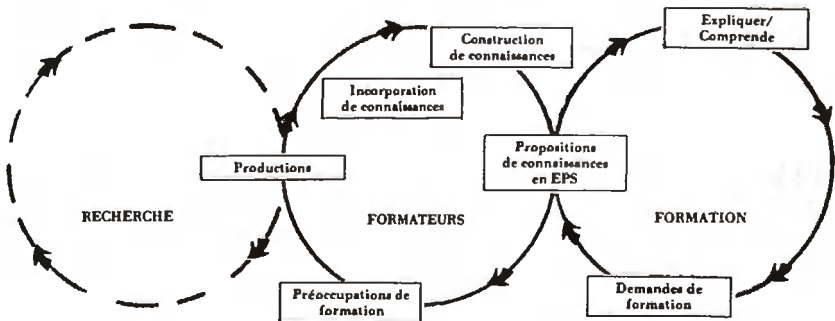 Expliquer/
Comprende
Construction
de connaissances
Incorporation
de connaissances
Productions
Propositions
de connaissances
en EPS
RECHERCHE
FORMATEURS
FORMATION
Préoccupations de
formation
Demandes de
formation